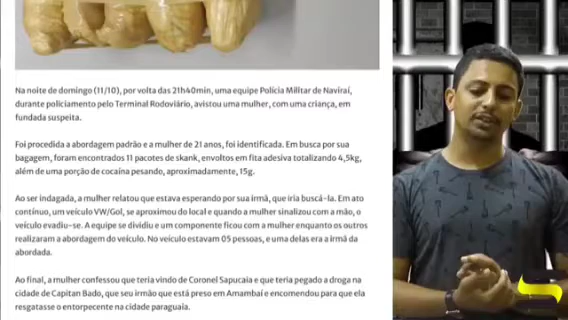 Na noite de domingo (11/10), por volta das 21h40min, uma equipe Polícia Militar de Naviraí,
durante policiamento pelo Terminal Rodoviário, avistou uma mulher, com uma criança, em
fundada suspeita.
Foi procedida a abordagem padrão e a mulher de 21 anos, foi identificada. Em busca por sua
bagagem, foram encontrados 11 pacotes de skank, envoltos em fita adesiva totalizando 4,5kg,
além de uma porção de cocaína pesando, aproximadamente, 15g.
Ao ser indagada, a mulher relatou que estava esperando por sua irmã, que iria buscá-la. Em ato
contínuo, um veículo VW/Gol, se aproximou do local e quando a mulher sinalizou com a mão, o
veículo evadiu-se. A equipe se dividiu e um componente ficou com a mulher enquanto os outros
realizaram a abordagem do veículo. No veículo estavam 05 pessoas, e uma delas era a irmã da
abordada.
Ao final, a mulher confessou que teria vindo de Coronel Sapucaia e que teria pegado a droga na
cidade de Capitan Bado, que seu irmão que está preso em Amambai e encomendou para que ela
resgatasse o entorpecente na cidade paraguaia.